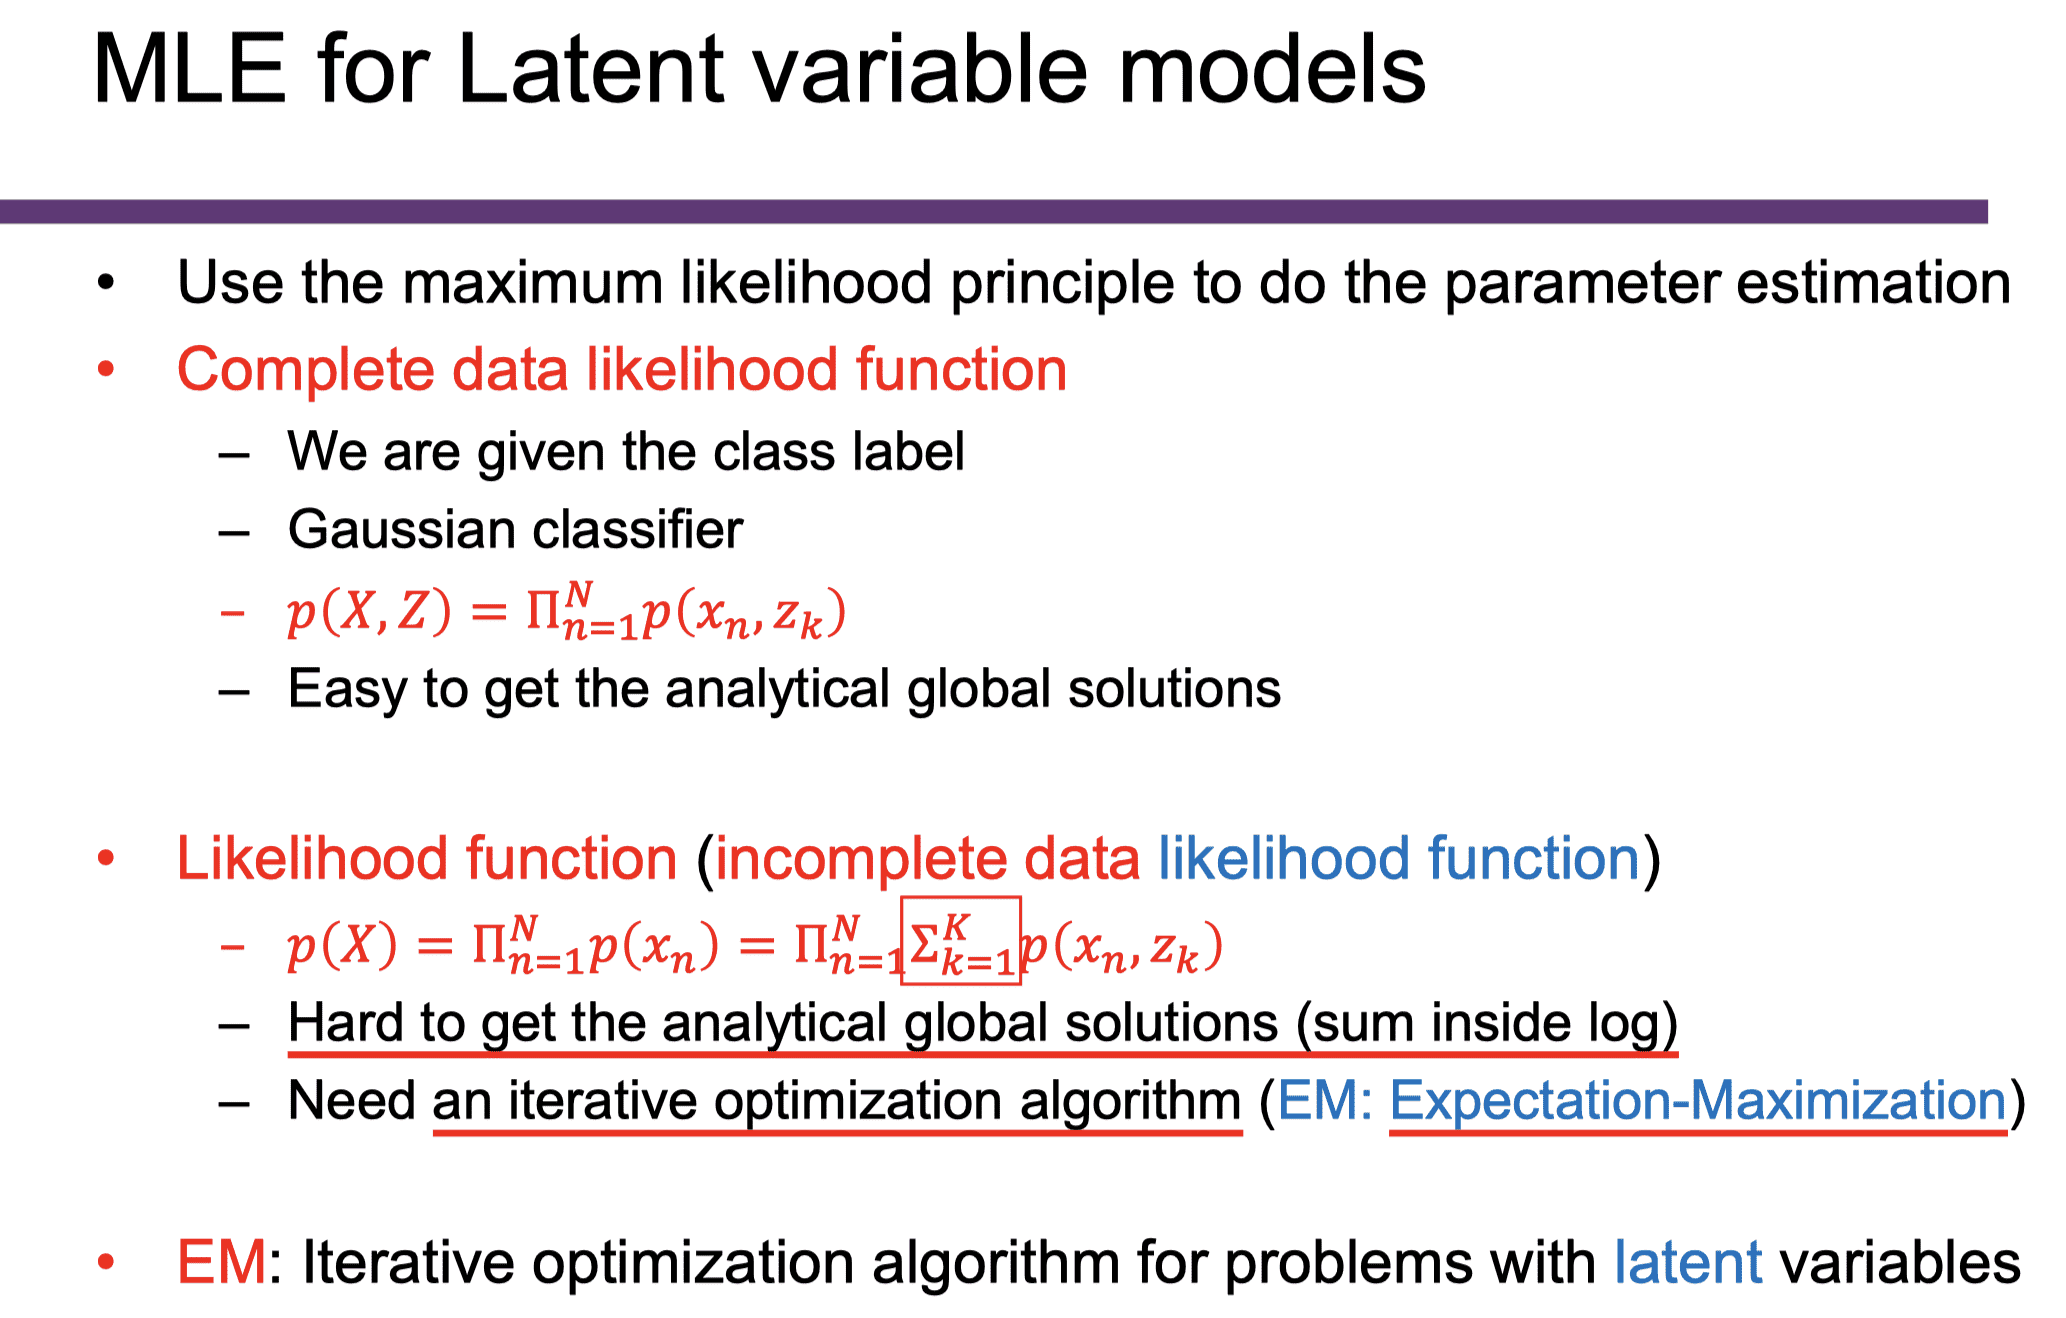 MLE for Latent variable models
• Use the maximum likelihood principle to do the parameter estimation
• Complete data likelihood function
– We are given the class label
– Gaussian classifier
– $p(X,Z) = \Pi_{n=1}^{N} p(x_n, z_k)$
– Easy to get the analytical global solutions
• Likelihood function (incomplete data likelihood function)
– $p(X) = \Pi_{n=1}^{N} p(x_n) = \Pi_{n=1}^{N} \Sigma_{k=1}^{K} p(x_n, z_k)$
– Hard to get the analytical global solutions (sum inside log)
– Need an iterative optimization algorithm (EM: Expectation-Maximization)
• EM: Iterative optimization algorithm for problems with latent variables